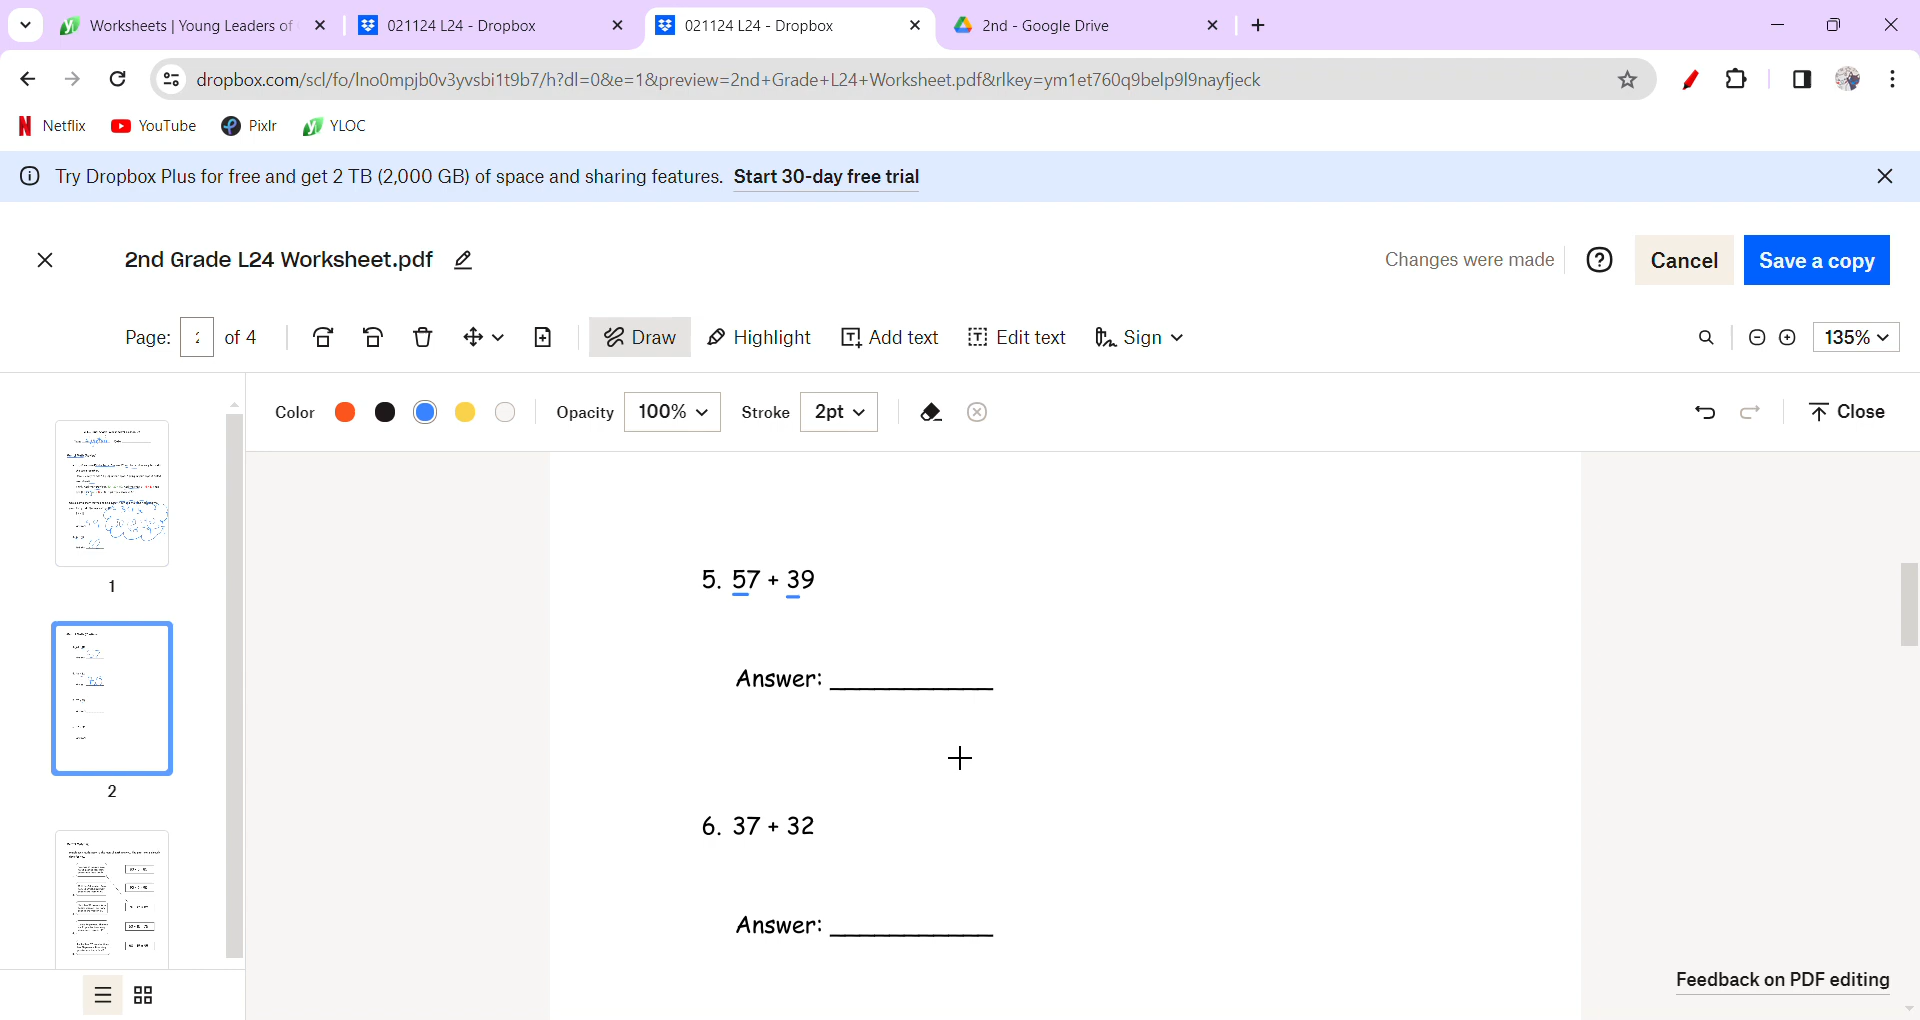 Worksheets | Young Leaders of
021124 L24 - Dropbox
021124 L24 - Dropbox
2nd - Google Drive
dropbox.com/scl/fo/lno0mpjb0v3yvsbi1t9b7/h?dl=0&e=1&preview=2nd+Grade+L24+Worksheet.pdf&rlkey=ym1et760q9belp9l9nayfjeck
Netflix
YouTube
Pixlr
YLOC
Try Dropbox Plus for free and get 2 TB (2,000 GB) of space and sharing features. Start 30-day free trial
2nd Grade L24 Worksheet.pdf
Changes were made
Cancel
Save a copy
Page: 2 of 4
Draw
Highlight
Add text
Edit text
Sign
135%
Color
Opacity 100%
Stroke 2pt
Close
1
2
5. 57 + 39
Answer: ____________
6. 37 + 32
Answer: ____________
Feedback on PDF editing